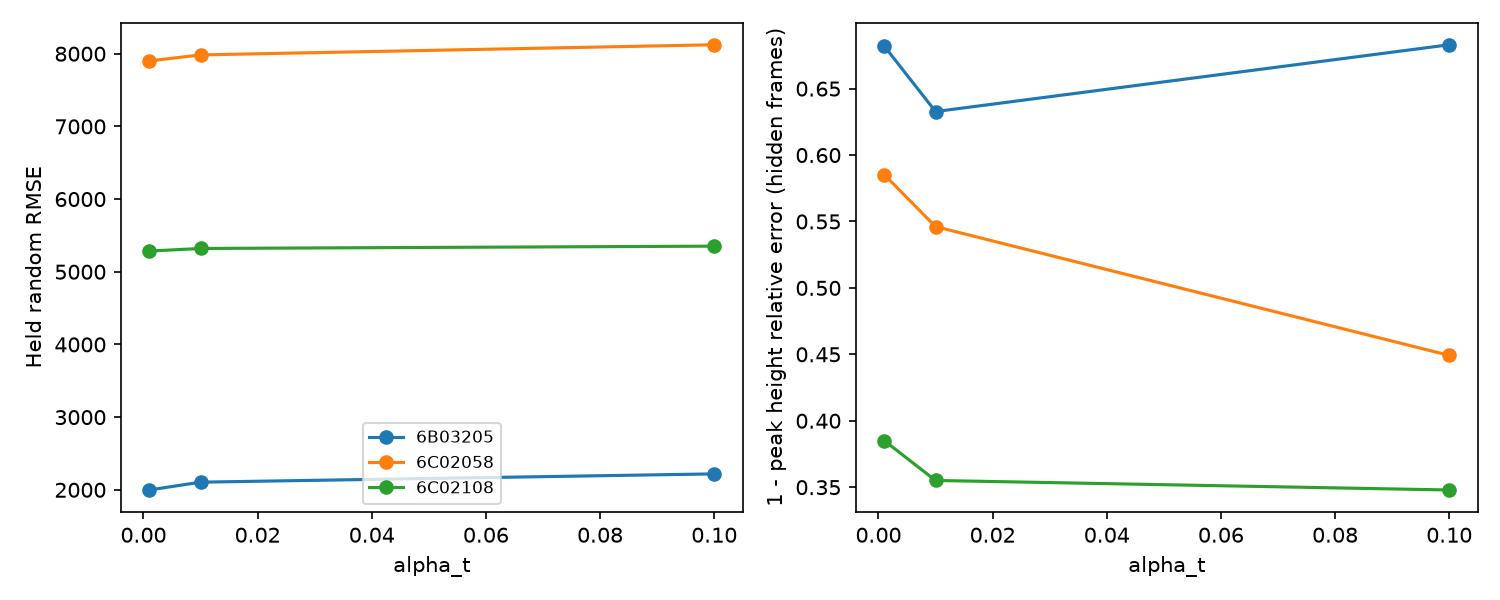 Held random RMSE
8000
7000
6000
5000
4000
3000
2000
0.00 0.02 0.04 0.06 0.08 0.10
alpha_t
6B03205
6C02058
6C02108
1 - peak height relative error (hidden frames)
0.65
0.60
0.55
0.50
0.45
0.40
0.35
0.00 0.02 0.04 0.06 0.08 0.10
alpha_t